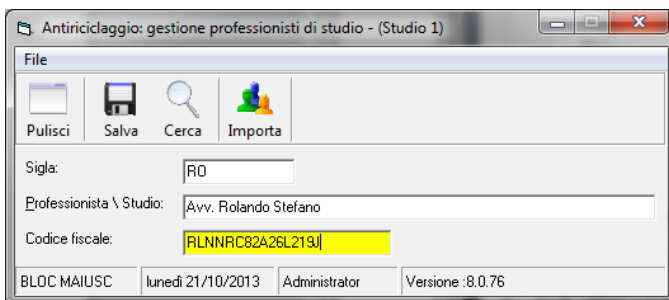 Antiriciclaggio: gestione professionisti di studio - (Studio 1)
File
Pulisci Salva Cerca Importa
Sigla: RO
Professionista \ Studio: Avv. Rolando Stefano
Codice fiscale: RLNNRC82A26L219J
BLOC MAIUSC lunedì 21/10/2013 Administrator Versione :8.0.76